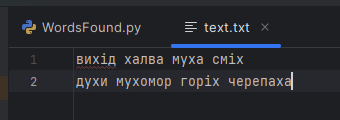 WordsFound.py text.txt ×
1 вихід халва муха сміх
2 духи мухомор горіх черепаха